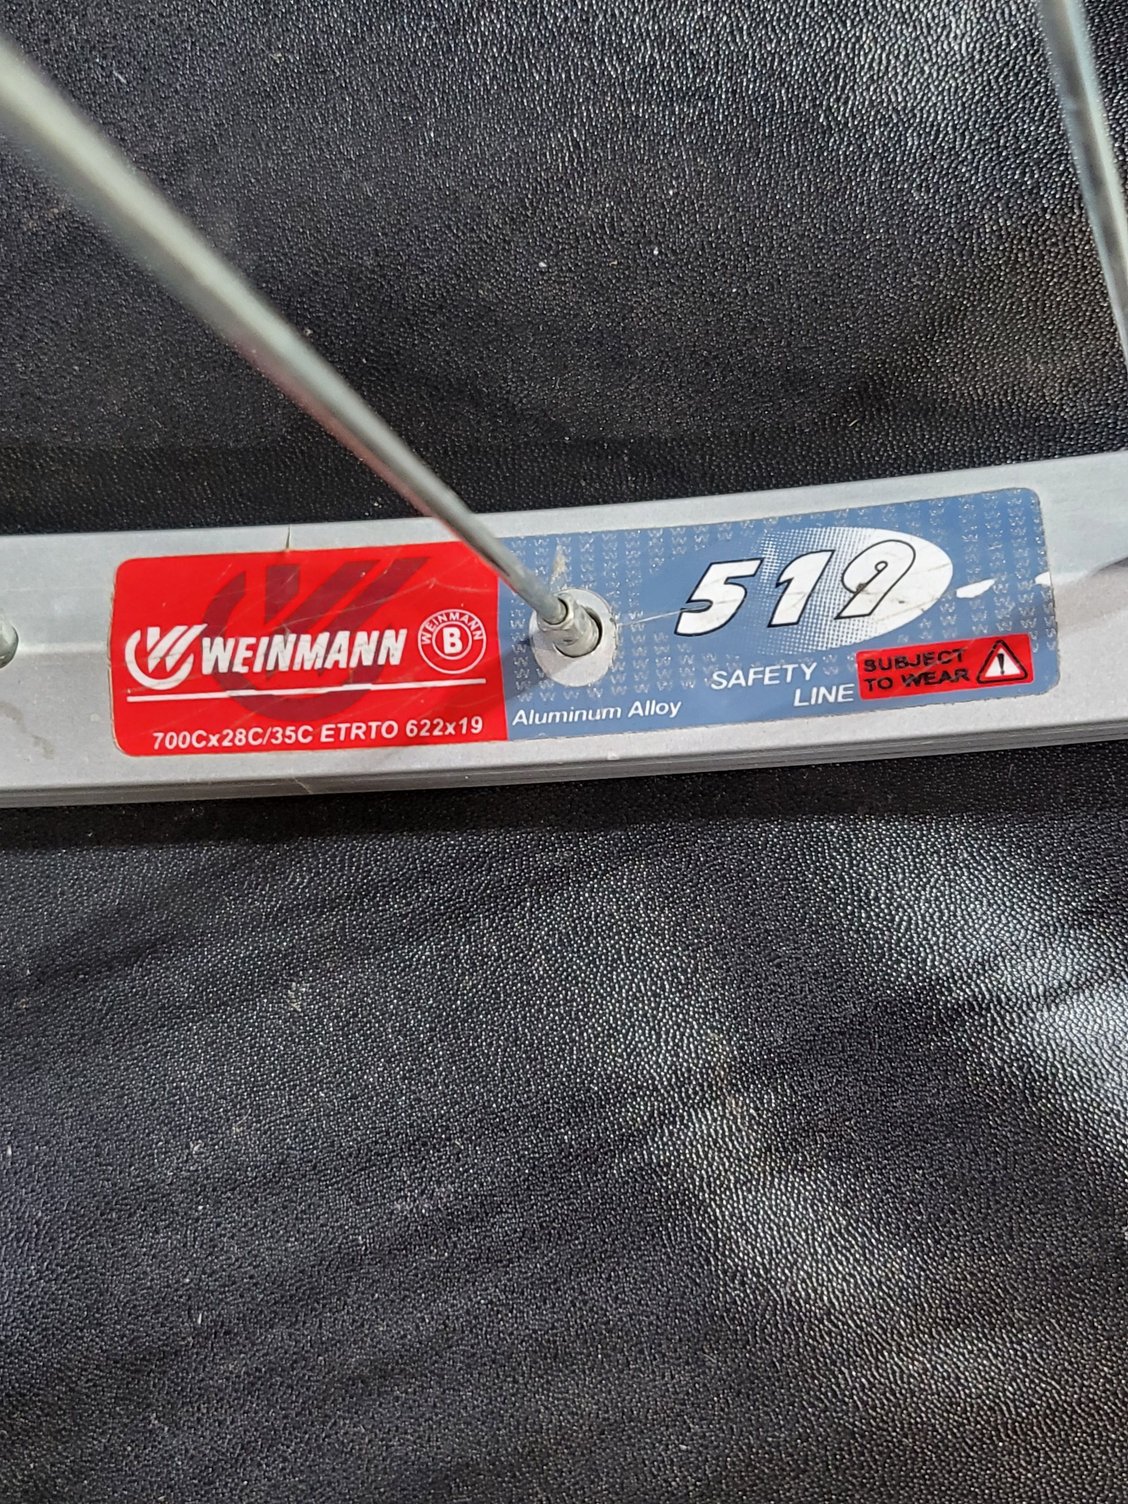 WEINMANN
WEINMANN
B
700Cx28C/35C ETRTO 622x19
Aluminum Alloy
519
SAFETY
LINE
SUBJECT
TO WEAR
!